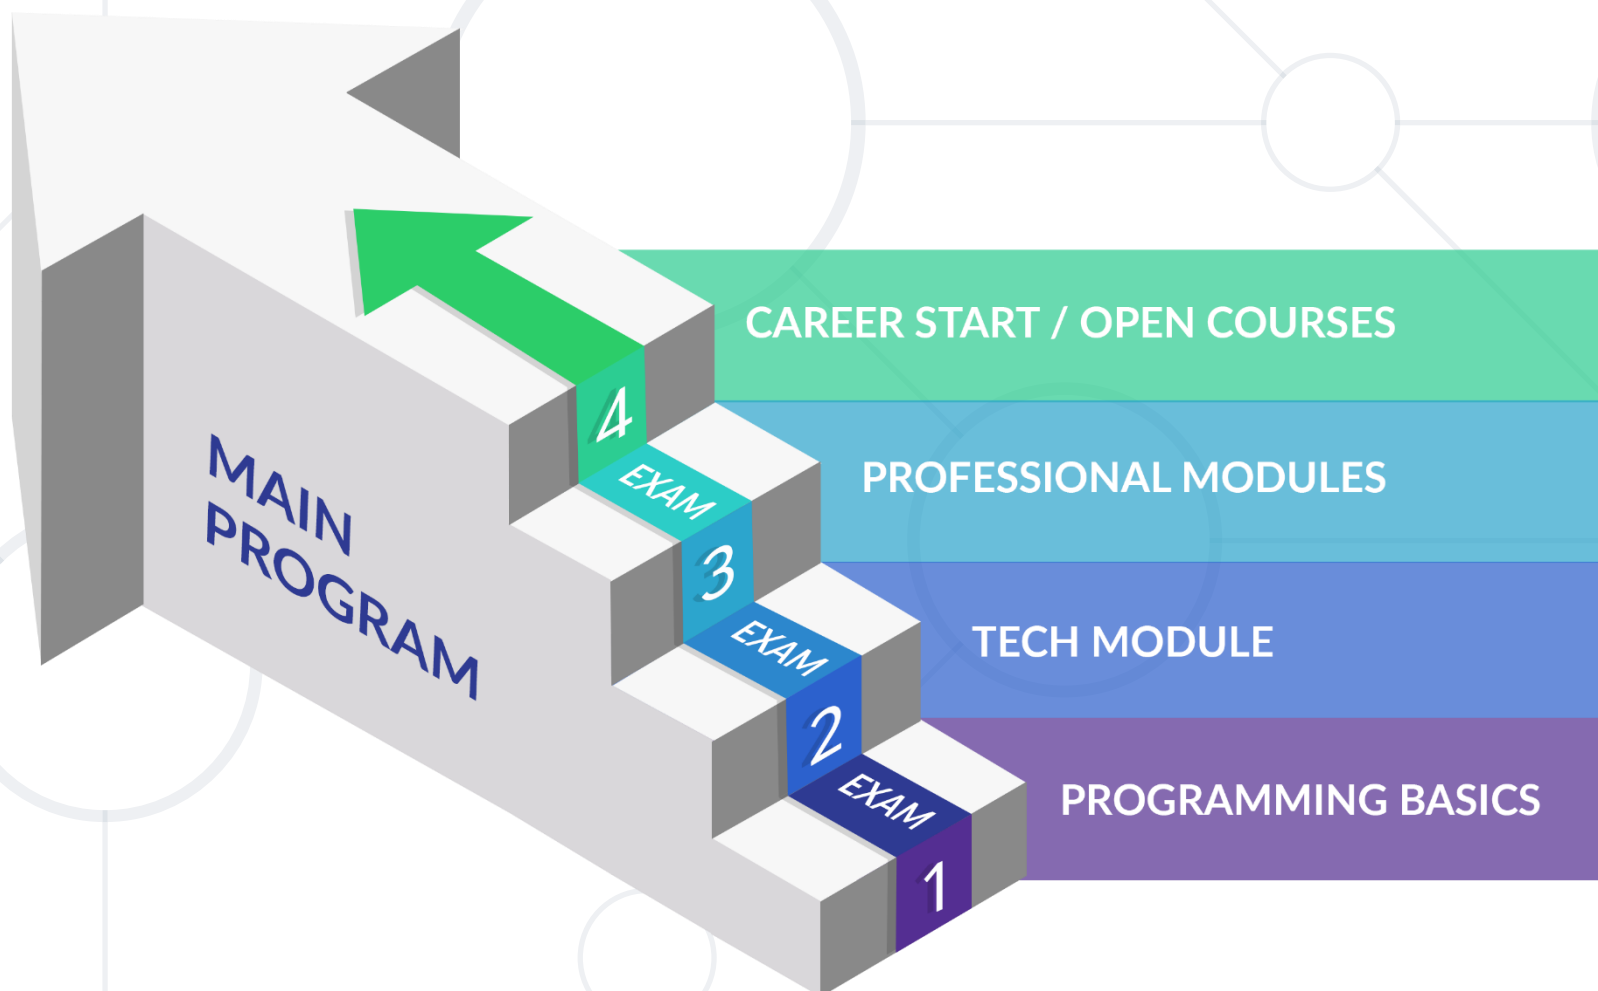 CAREER START / OPEN COURSES
4
EXAM
PROFESSIONAL MODULES
3
EXAM
TECH MODULE
2
EXAM
PROGRAMMING BASICS
1
MAIN
PROGRAM